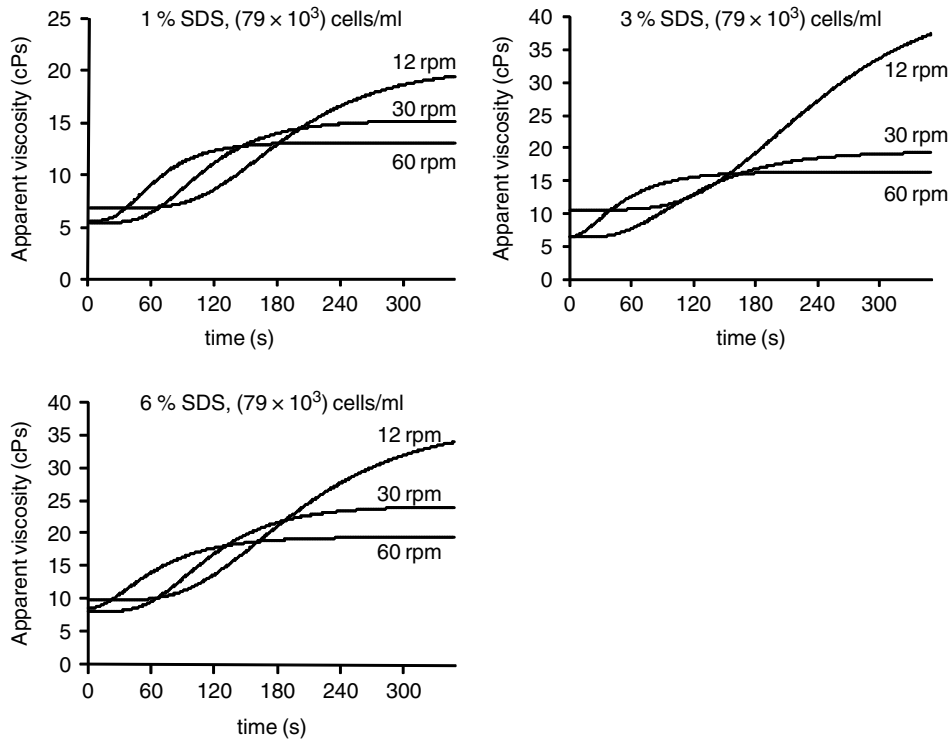 1 % SDS, (79 × 10³) cells/ml
Apparent viscosity (cPs)
25
20
15
10
5
0
12 rpm
30 rpm
60 rpm
0 60 120 180 240 300
time (s)
3 % SDS, (79 × 10³) cells/ml
Apparent viscosity (cPs)
40
35
30
25
20
15
10
5
0
12 rpm
30 rpm
60 rpm
0 60 120 180 240 300
time (s)
6 % SDS, (79 × 10³) cells/ml
Apparent viscosity (cPs)
40
35
30
25
20
15
10
5
0
12 rpm
30 rpm
60 rpm
0 60 120 180 240 300
time (s)